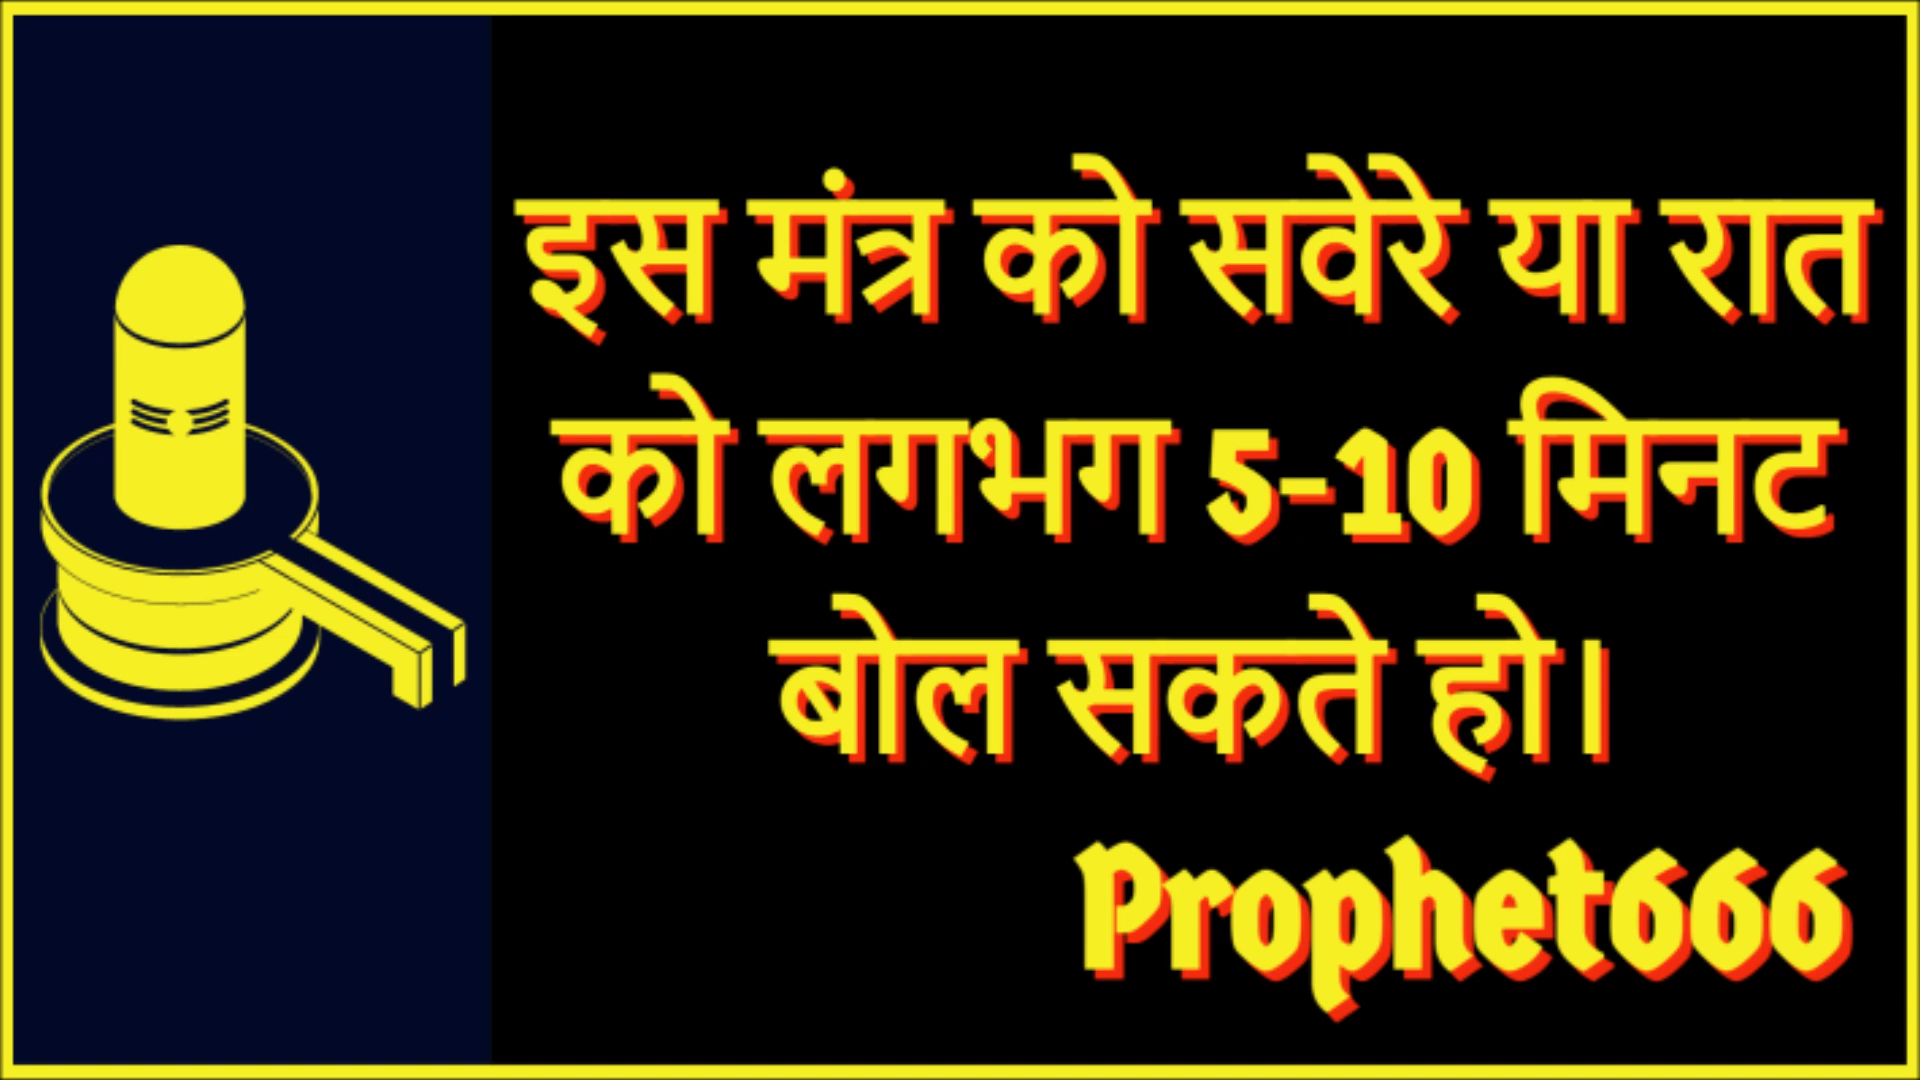 इस मंत्र को सवेरे या रात
को लगभग 5-10 मिनट
बोल सकते हो।
Prophet666